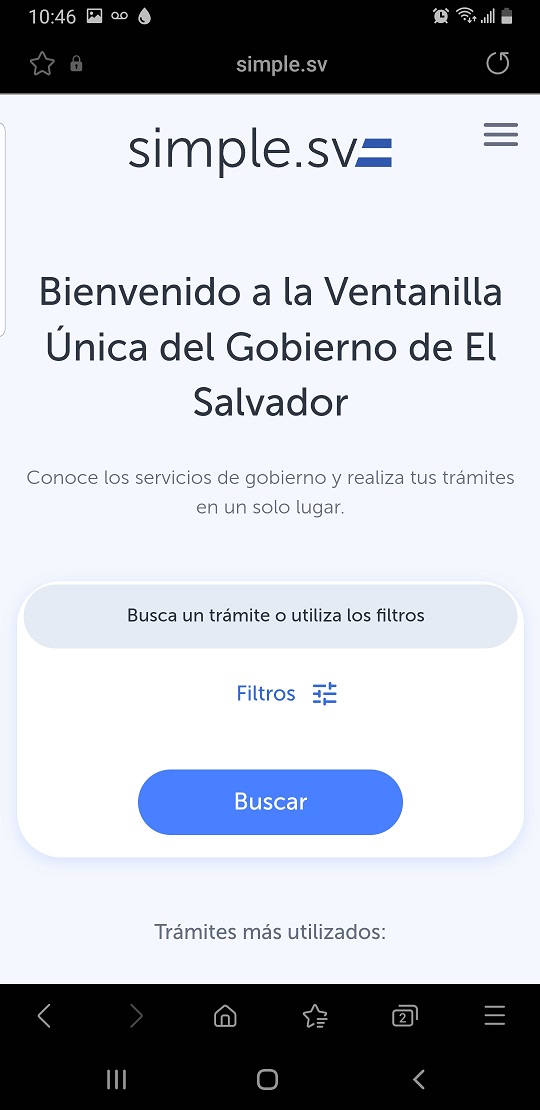 10:46
simple.sv
simple.sv
Bienvenido a la Ventanilla
Única del Gobierno de El
Salvador
Conoce los servicios de gobierno y realiza tus trámites
en un solo lugar.
Busca un trámite o utiliza los filtros
Filtros
Buscar
Trámites más utilizados:
2